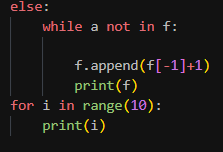 else:
    while a not in f:

        f.append(f[-1]+1)
        print(f)
for i in range(10):
    print(i)